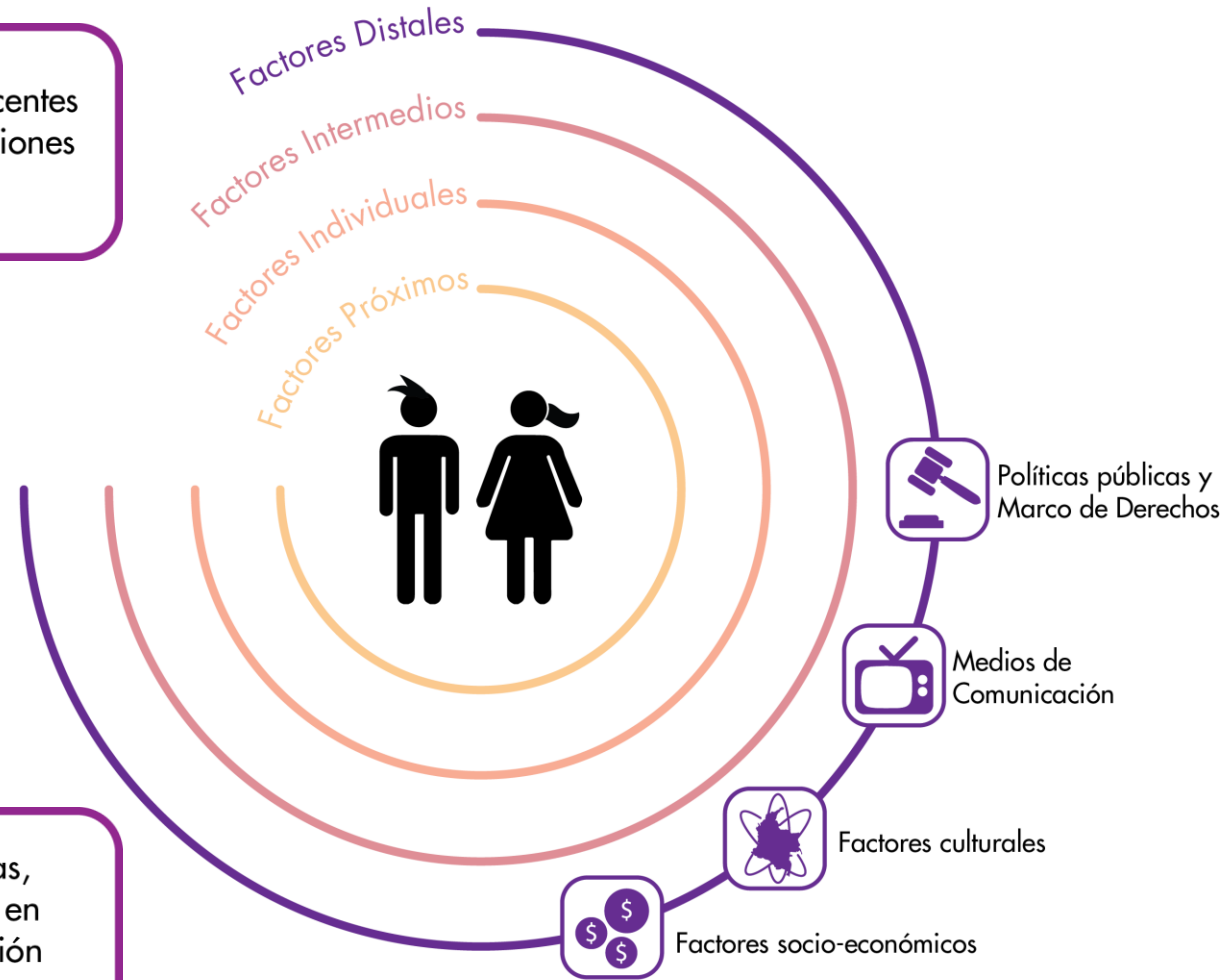 centes
iones
Factores Distales
Factores Intermedios
Factores Individuales
Factores Próximos
Políticas públicas y
Marco de Derechos
Medios de
Comunicación
Factores culturales
$
$
$
Factores socio-económicos
as,
en
ión